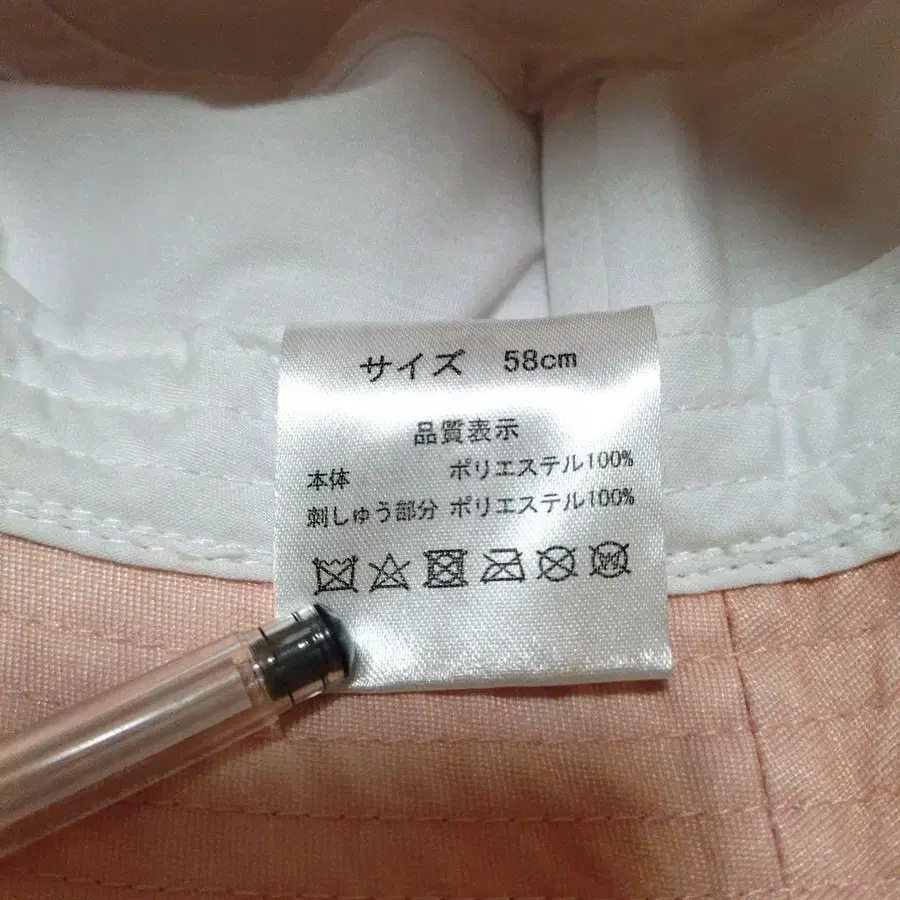 サイズ 58cm
品質表示
本体 ポリエステル100%
刺しゅう部分 ポリエステル100%